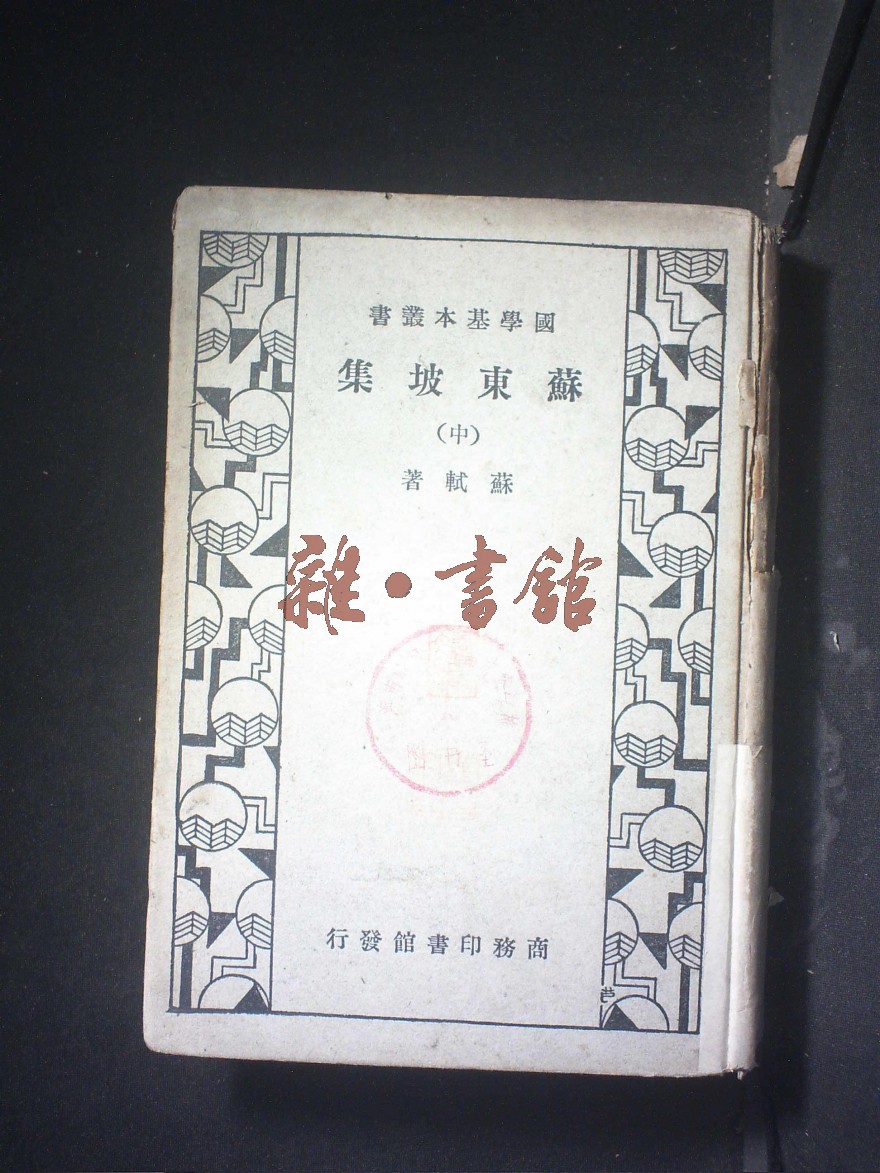 國學基本叢書
蘇東坡集
（中）
蘇軾著
雜·書館
商務印書館發行